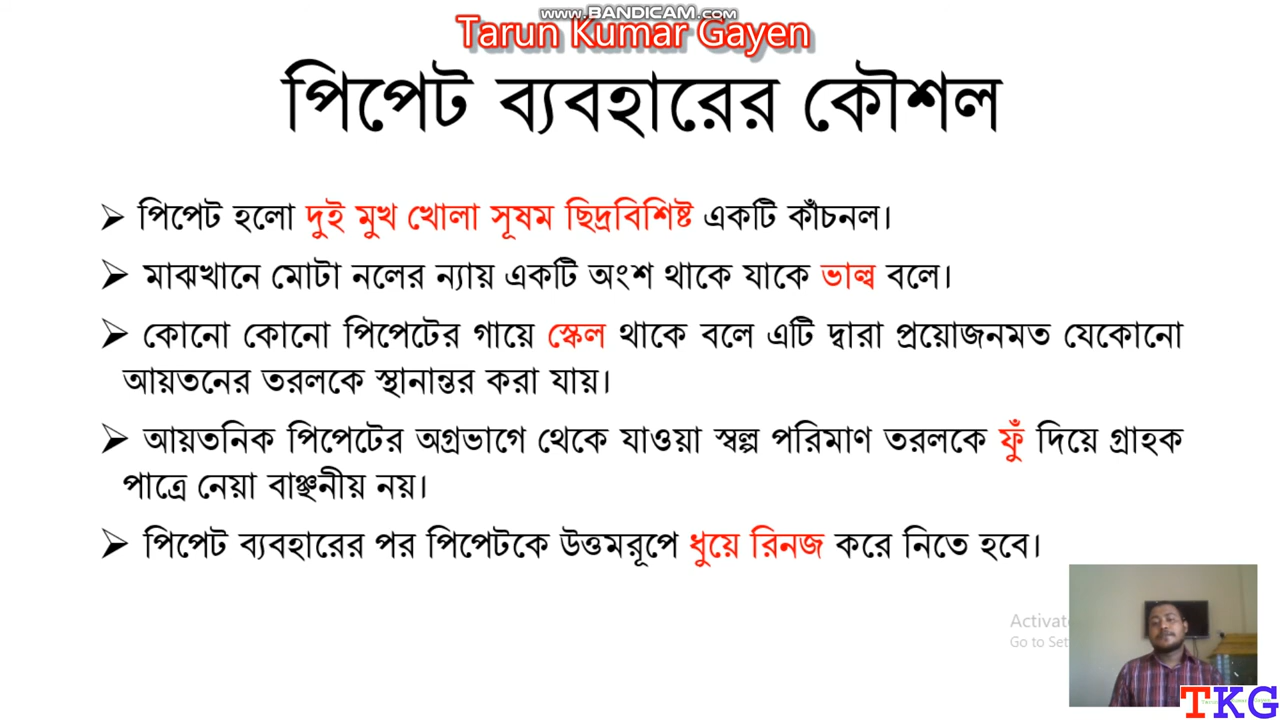 www.BANDICAM.com
Tarun Kumar Gayen
পিপেট ব্যবহারের কৌশল
➢ পিপেট হলো দুই মুখ খোলা সূষম ছিদ্রবিশিষ্ট একটি কাঁচনল।
➢ মাঝখানে মোটা নলের ন্যায় একটি অংশ থাকে যাকে ভাল্ব বলে।
➢ কোনো কোনো পিপেটের গায়ে স্কেল থাকে বলে এটি দ্বারা প্রয়োজনমত যেকোনো
আয়তনের তরলকে স্থানান্তর করা যায়।
➢ আয়তনিক পিপেটের অগ্রভাগে থেকে যাওয়া স্বল্প পরিমাণ তরলকে ফুঁ দিয়ে গ্রাহক
পাত্রে নেয়া বাঞ্চনীয় নয়।
➢ পিপেট ব্যবহারের পর পিপেটকে উত্তমরূপে ধুয়ে রিনজ করে নিতে হবে।
Activate
Go to Set
TKG